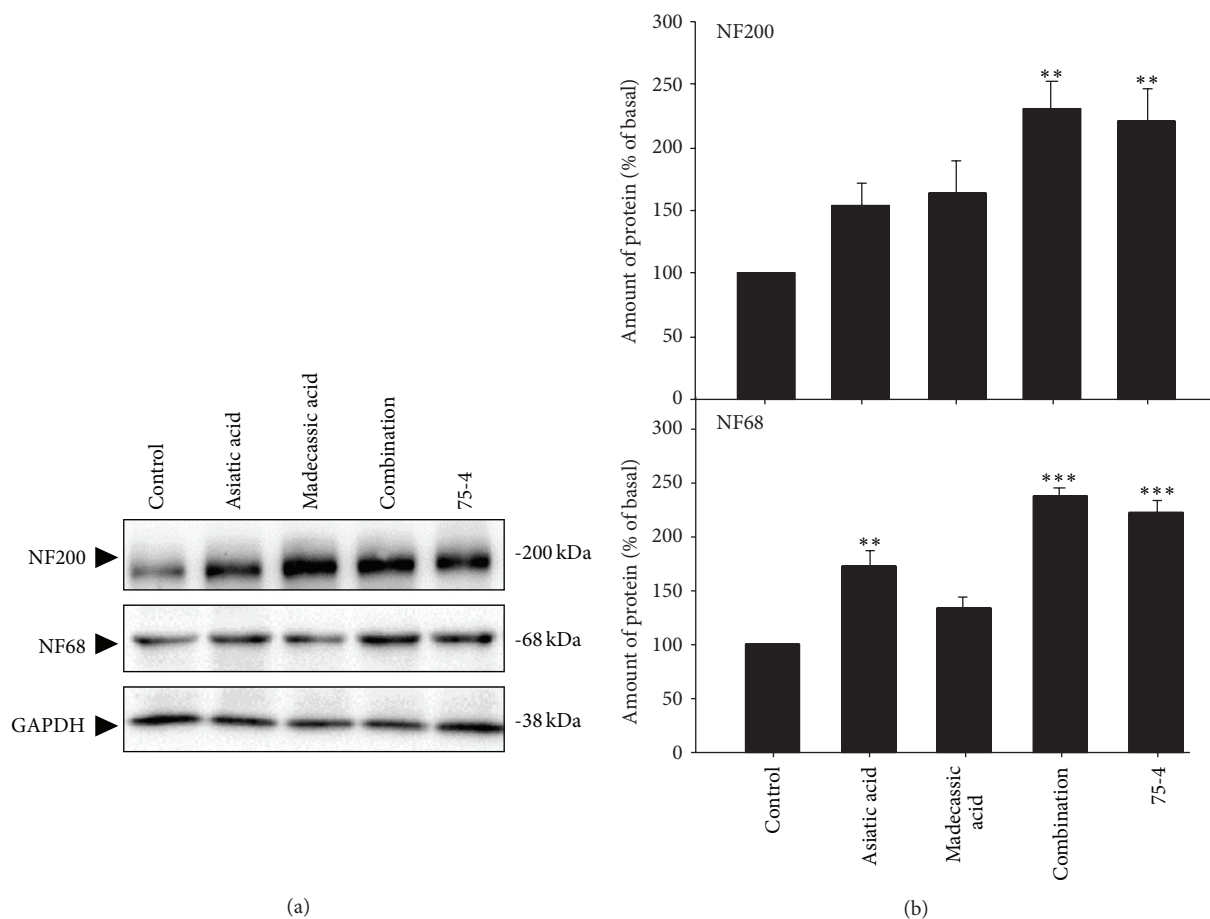 Control
Asiatic acid
Madecassic acid
Combination
75-4
NF200
-200 kDa
NF68
-68 kDa
GAPDH
-38 kDa
(a)
NF200
Amount of protein (% of basal)
300
250
200
150
100
50
0
**
**
NF68
Amount of protein (% of basal)
300
250
200
150
100
50
0
**
***
***
Control
Asiatic acid
Madecassic
acid
Combination
75-4
(b)